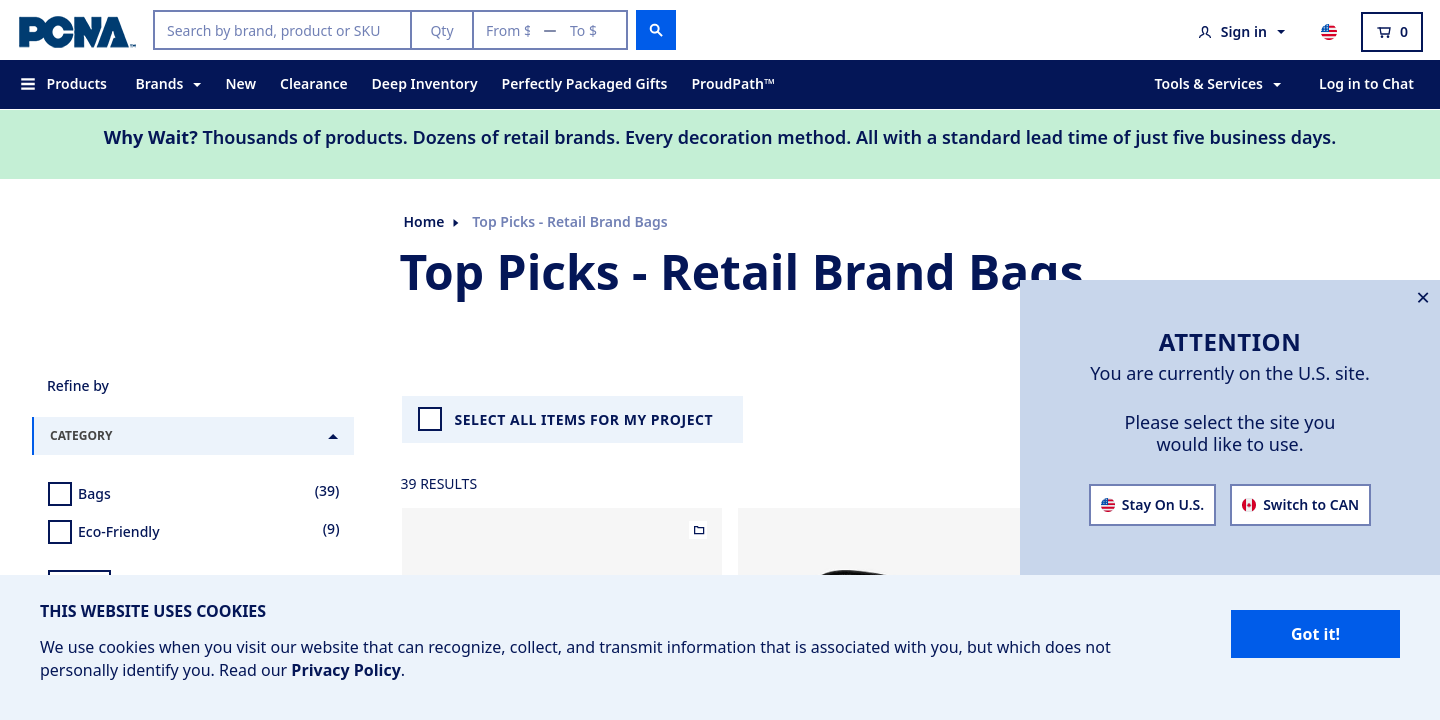 PCNA™
Search by brand, product or SKU
Qty
From $ — To $
Sign in
0
Products
Brands
New
Clearance
Deep Inventory
Perfectly Packaged Gifts
ProudPath™
Tools & Services
Log in to Chat
Why Wait? Thousands of products. Dozens of retail brands. Every decoration method. All with a standard lead time of just five business days.
Home
Top Picks - Retail Brand Bags
Top Picks - Retail Brand Bags
ATTENTION
You are currently on the U.S. site.
Please select the site you
would like to use.
Stay On U.S.
Switch to CAN
Refine by
CATEGORY
Bags (39)
Eco-Friendly (9)
SELECT ALL ITEMS FOR MY PROJECT
39 RESULTS
THIS WEBSITE USES COOKIES
We use cookies when you visit our website that can recognize, collect, and transmit information that is associated with you, but which does not
personally identify you. Read our Privacy Policy.
Got it!